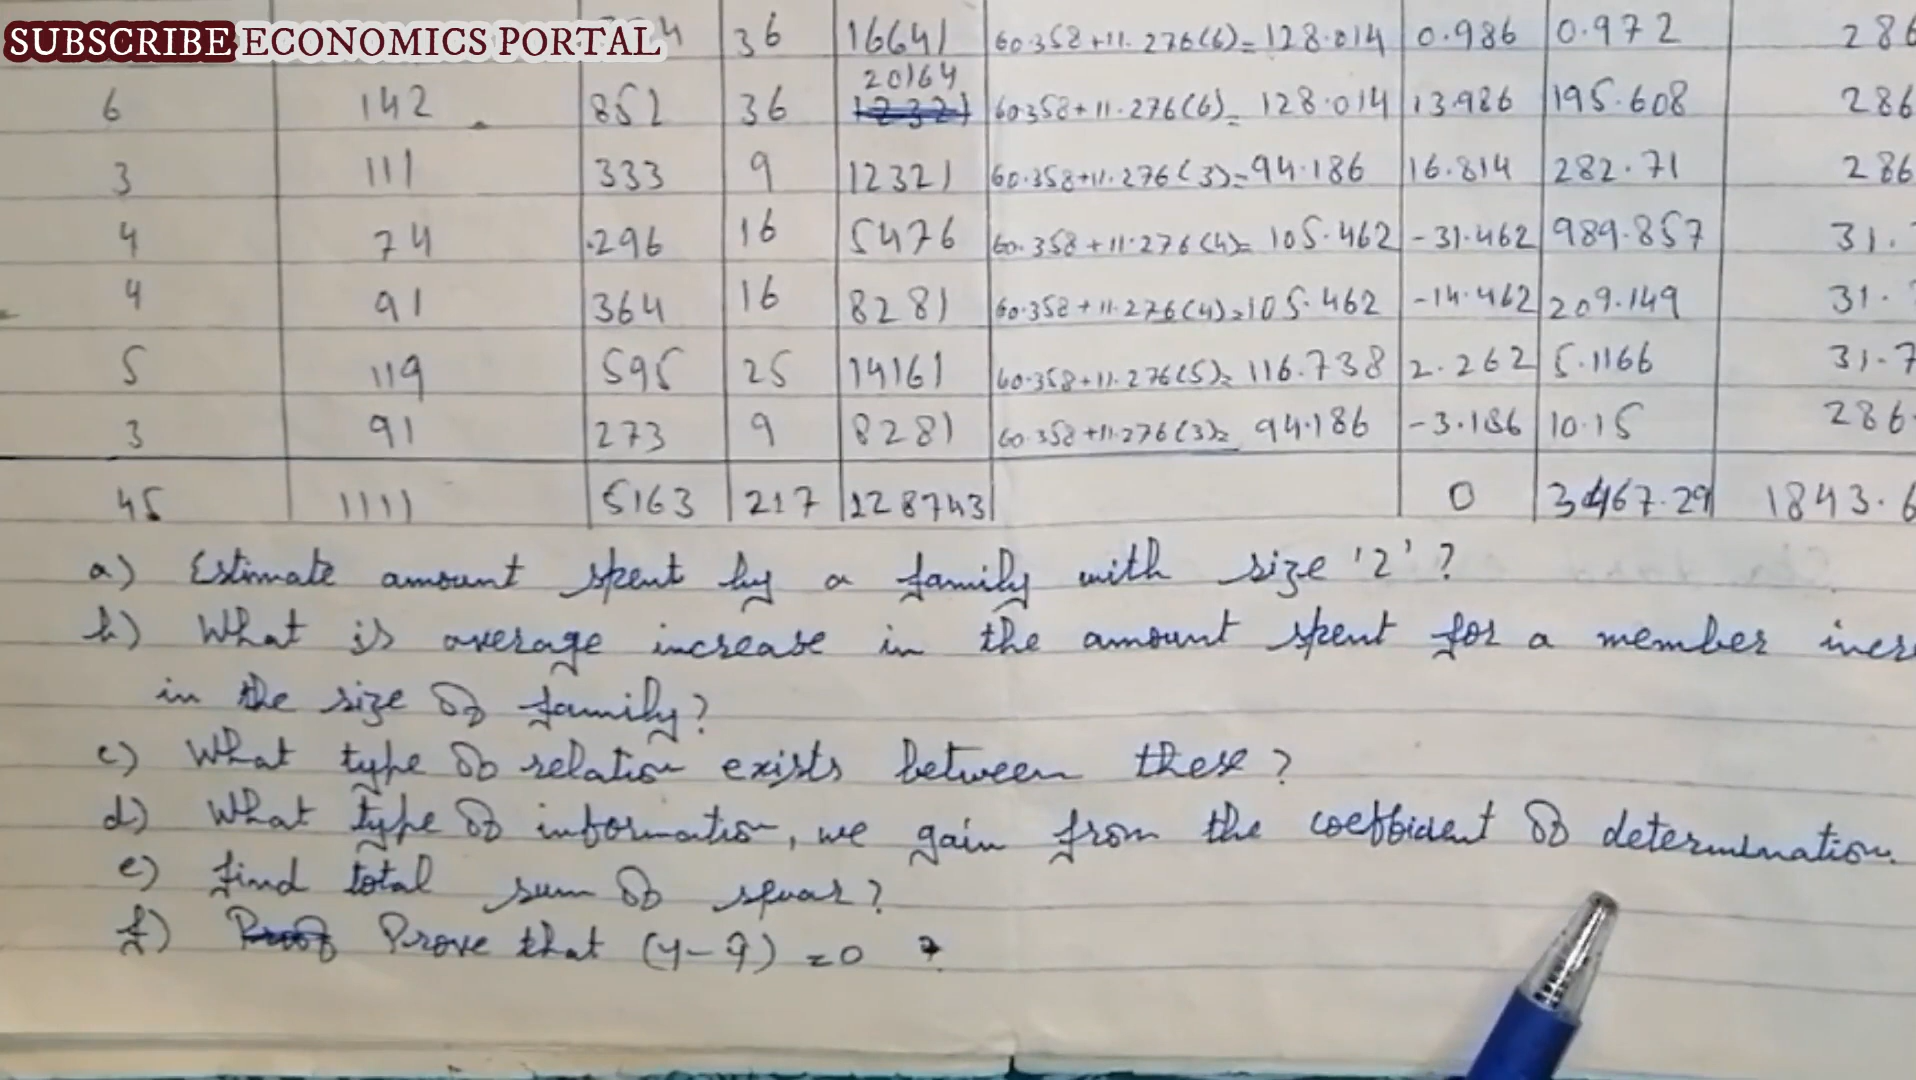 SUBSCRIBE ECONOMICS PORTAL 4 36 16641 60.358+11.276(6)= 128.014 0.986 0.972 286
20164
6 142 852 36 60.358+11.276(6)= 128.014 13.986 195.608 286
3 111 333 9 12321 60.358+11.276(3)= 94.186 16.814 282.71 286
4 74 296 16 5476 60.358+11.276(4)= 105.462 -31.462 989.857 31.
4 91 364 16 8281 60.358+11.276(4)= 105.462 -14.462 209.149 31.
5 119 595 25 14161 60.358+11.276(5)= 116.738 2.262 5.1166 31.7
3 91 273 9 8281 60.358+11.276(3)= 94.186 -3.186 10.15 286
45 1111 5163 217 128743 0 3467.29 1843.6
a) Estimate amount spent by a family with size '2' ?
b) What is average increase in the amount spent for a member incr
in the size of family?
c) What type of relation exists between these?
d) What type of information, we gain from the coefficient of determination.
e) find total sum of squar?
f) Prove that (y-ŷ) =0 ?